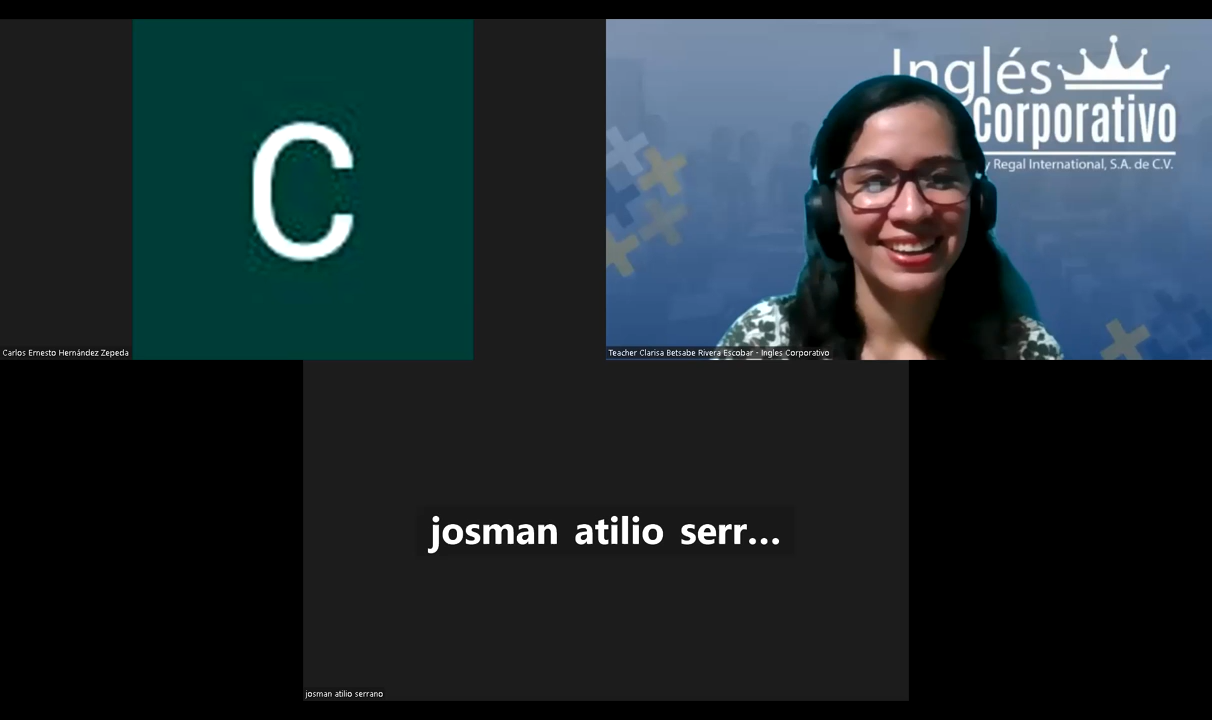 C
Carlos Ernesto Hernández Zepeda
Inglés
Corporativo
y Regal International, S.A. de C.V.
Teacher Clarisa Betsabe Rivera Escobar - Ingles Corporativo
josman atilio serr...
josman atilio serrano